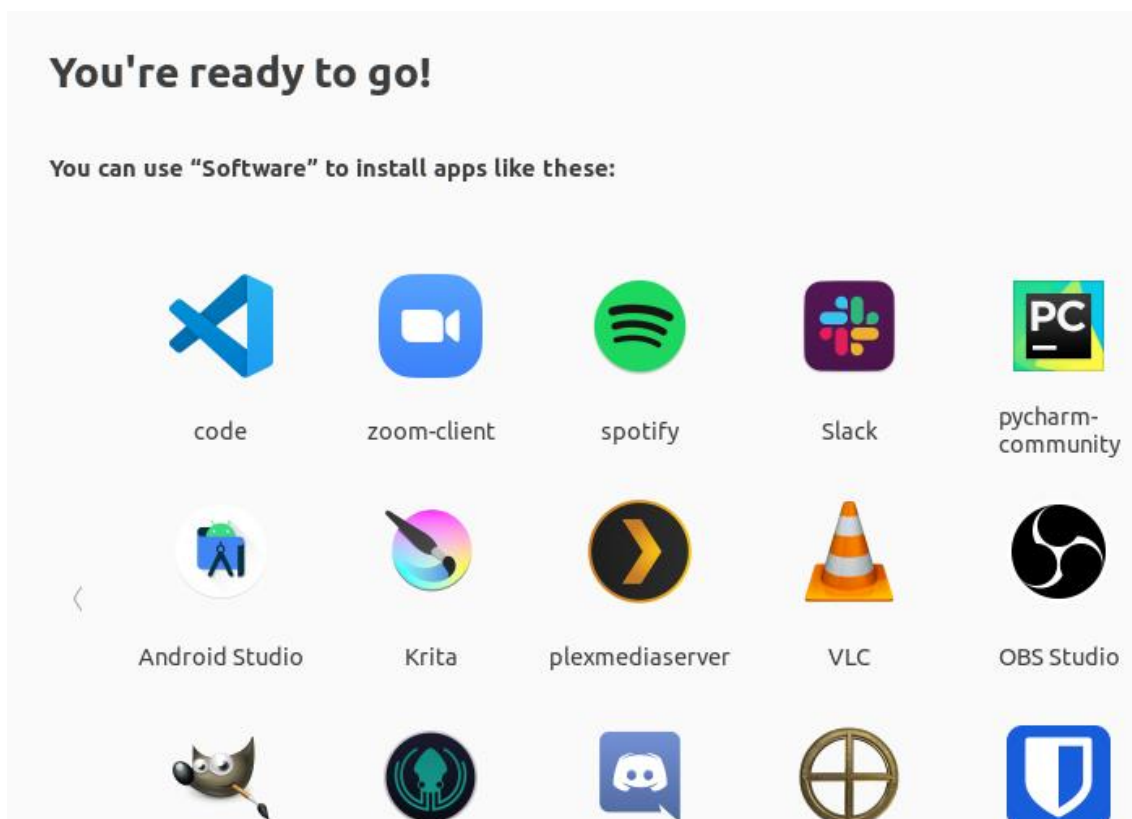 You're ready to go!
You can use “Software” to install apps like these:
PC
code
zoom-client
spotify
Slack
pycharm-
community
Android Studio
Krita
plexmediaserver
VLC
OBS Studio